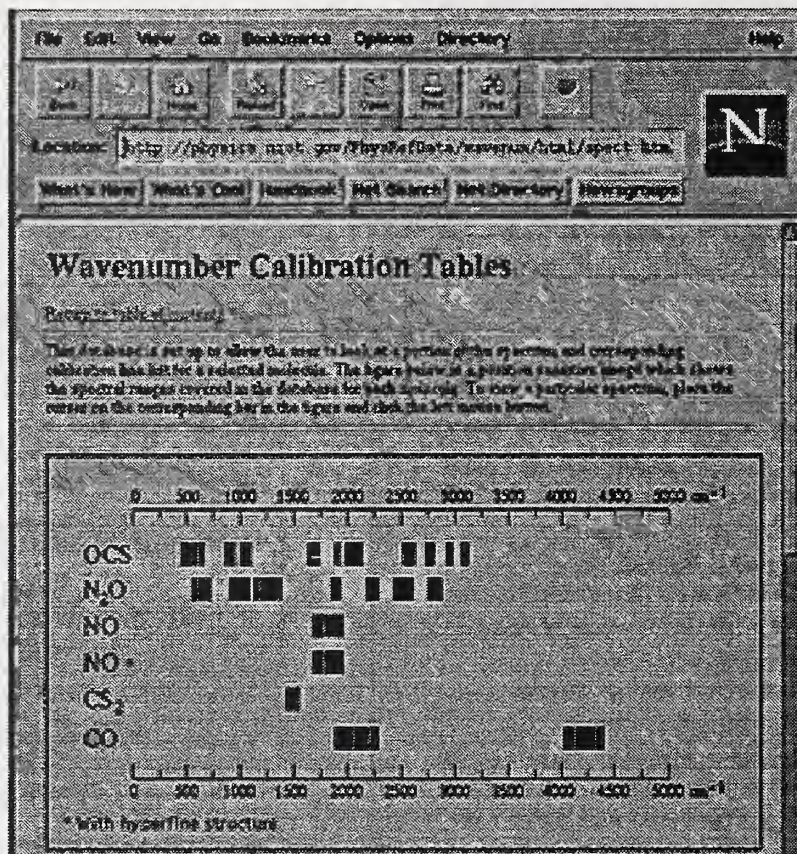 File Edit View Go Bookmarks Options Directory Help
Back Home Reload Open Print Find
N
Location: http://physics.nist.gov/PhysRefData/wavenum/html/spect.htm
What's New! What's Cool! Handbook Net Search Net Directory Newsgroups
Wavenumber Calibration Tables
Return to table of contents
This database is set up to allow the user to look at a portion of the spectrum and corresponding
calibration line list for a selected molecule. The figure below is a position sensitive image which shows
the spectral ranges covered in the database for each molecule. To view a particular spectrum, place the
cursor on the corresponding bar in the figure and click the left mouse button.
0 500 1000 1500 2000 2500 3000 3500 4000 4500 5000 cm⁻¹
OCS
N₂O
NO
NO *
CS₂
CO
0 500 1000 1500 2000 2500 3000 3500 4000 4500 5000 cm⁻¹
* With hyperfine structure